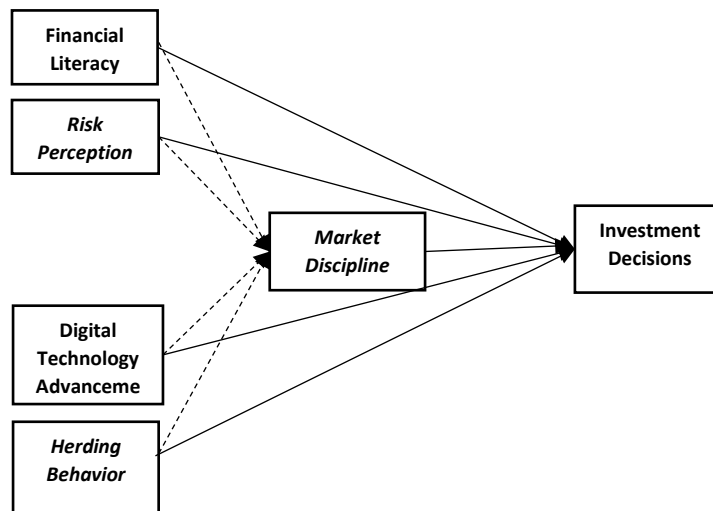 Financial
Literacy
Risk
Perception
Market
Discipline
Investment
Decisions
Digital
Technology
Advanceme
Herding
Behavior